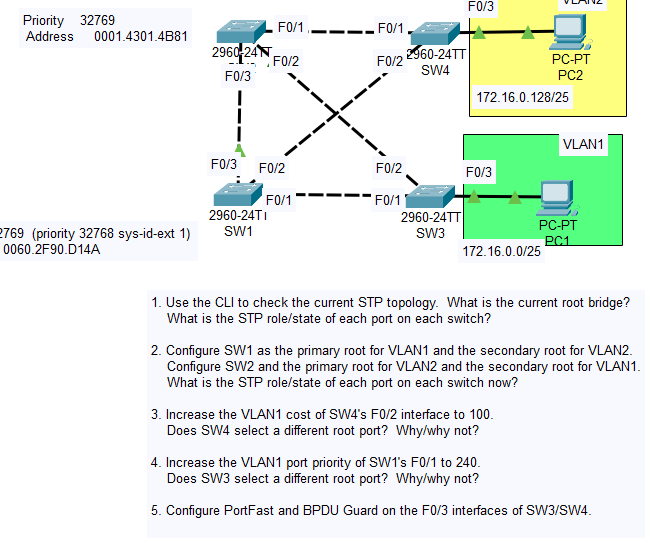 Priority 32769
Address 0001.4301.4B81
F0/3
VLAN2
F0/1
F0/1
2960-24TT
F0/2
F0/2
2960-24TT
SW4
F0/3
PC-PT
PC2
172.16.0.128/25
VLAN1
F0/3
F0/2
F0/2
F0/3
F0/1
F0/1
2960-24TT
SW1
2960-24TT
SW3
PC-PT
PC1
172.16.0.0/25
2769 (priority 32768 sys-id-ext 1)
0060.2F90.D14A
1. Use the CLI to check the current STP topology. What is the current root bridge?
What is the STP role/state of each port on each switch?
2. Configure SW1 as the primary root for VLAN1 and the secondary root for VLAN2.
Configure SW2 and the primary root for VLAN2 and the secondary root for VLAN1.
What is the STP role/state of each port on each switch now?
3. Increase the VLAN1 cost of SW4's F0/2 interface to 100.
Does SW4 select a different root port? Why/why not?
4. Increase the VLAN1 port priority of SW1's F0/1 to 240.
Does SW3 select a different root port? Why/why not?
5. Configure PortFast and BPDU Guard on the F0/3 interfaces of SW3/SW4.